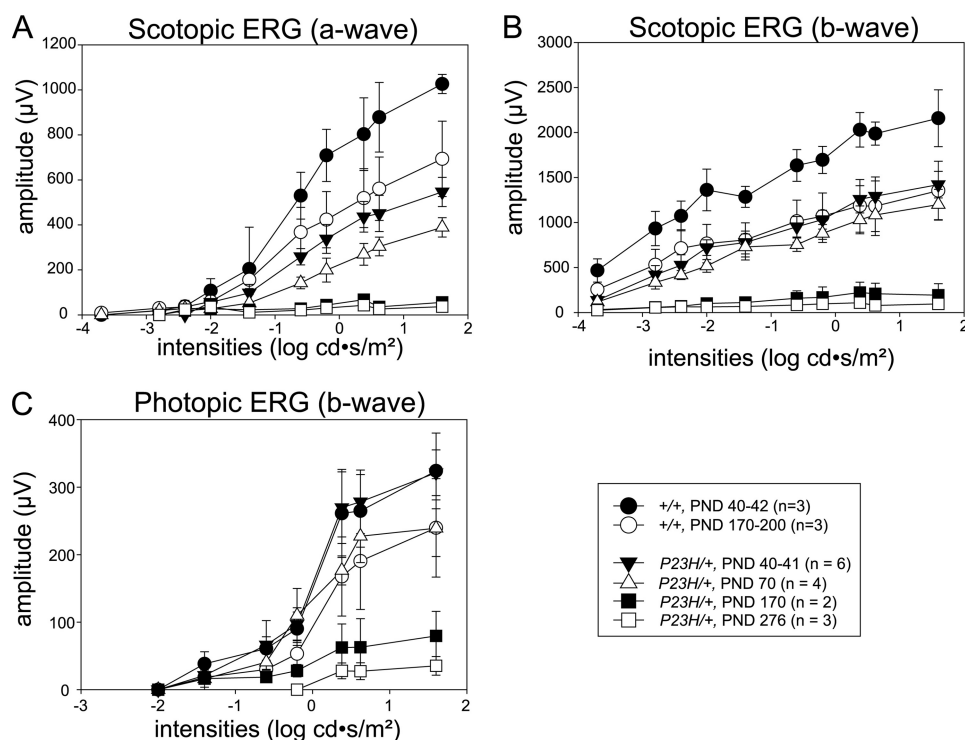 A
Scotopic ERG (a-wave)
1200
1000
800
600
400
200
0
amplitude (µV)
-4 -3 -2 -1 0 1 2
intensities (log cd•s/m²)
B
Scotopic ERG (b-wave)
3000
2500
2000
1500
1000
500
0
amplitude (µV)
-4 -3 -2 -1 0 1 2
intensities (log cd•s/m²)
C
Photopic ERG (b-wave)
400
300
200
100
0
amplitude (µV)
-3 -2 -1 0 1 2
intensities (log cd•s/m²)
+/+, PND 40-42 (n=3)
+/+, PND 170-200 (n=3)
P23H/+, PND 40-41 (n = 6)
P23H/+, PND 70 (n = 4)
P23H/+, PND 170 (n = 2)
P23H/+, PND 276 (n = 3)